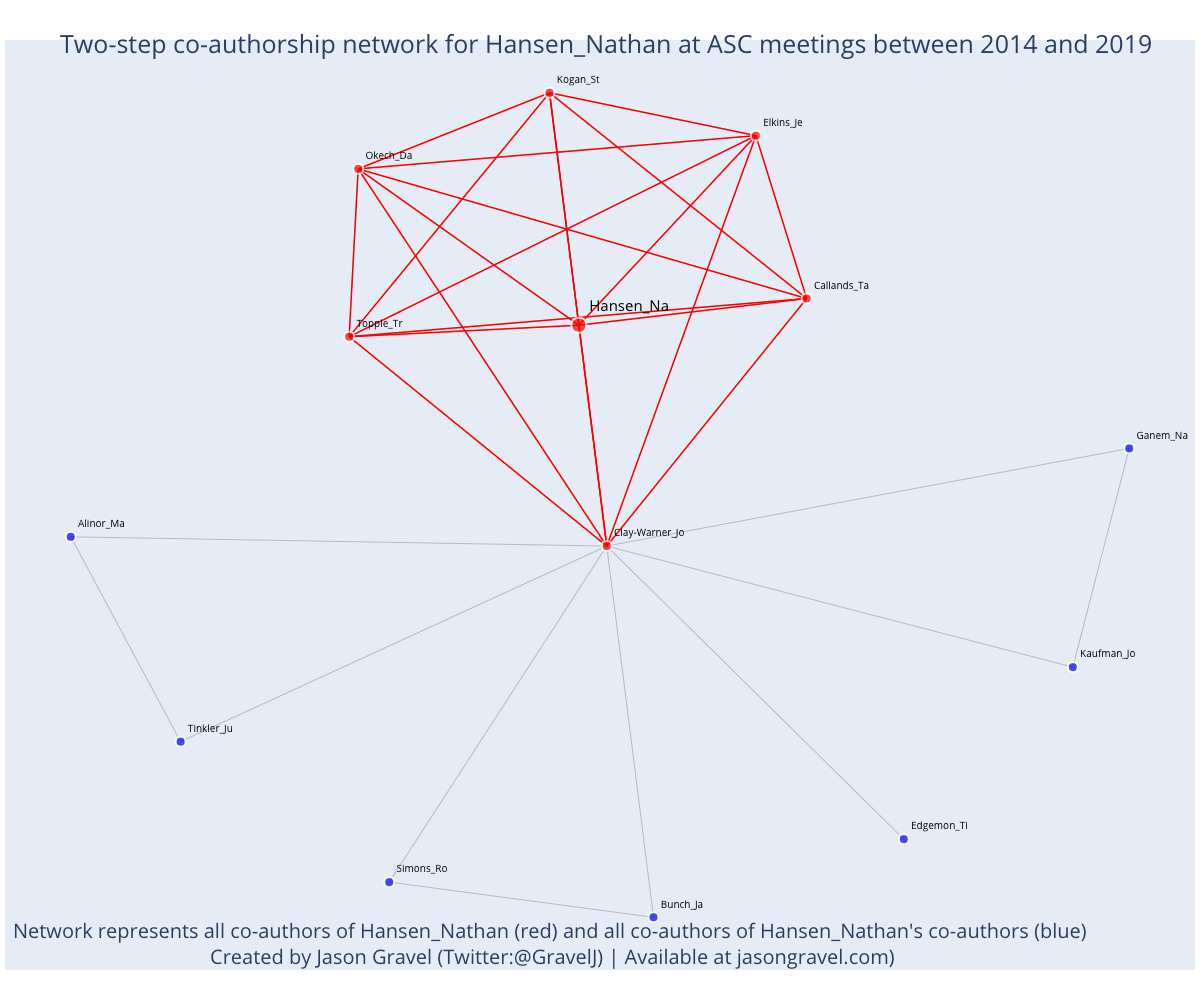 Two-step co-authorship network for Hansen_Nathan at ASC meetings between 2014 and 2019
Kogan_St
Elkins_Je
Okech_Da
Callands_Ta
Hansen_Na
Topple_Tr
Ganem_Na
Alinor_Ma
Clay-Warner_Jo
Kaufman_Jo
Tinkler_Ju
Edgemon_Ti
Simons_Ro
Bunch_Ja
Network represents all co-authors of Hansen_Nathan (red) and all co-authors of Hansen_Nathan's co-authors (blue)
Created by Jason Gravel (Twitter:@GravelJ) | Available at jasongravel.com)